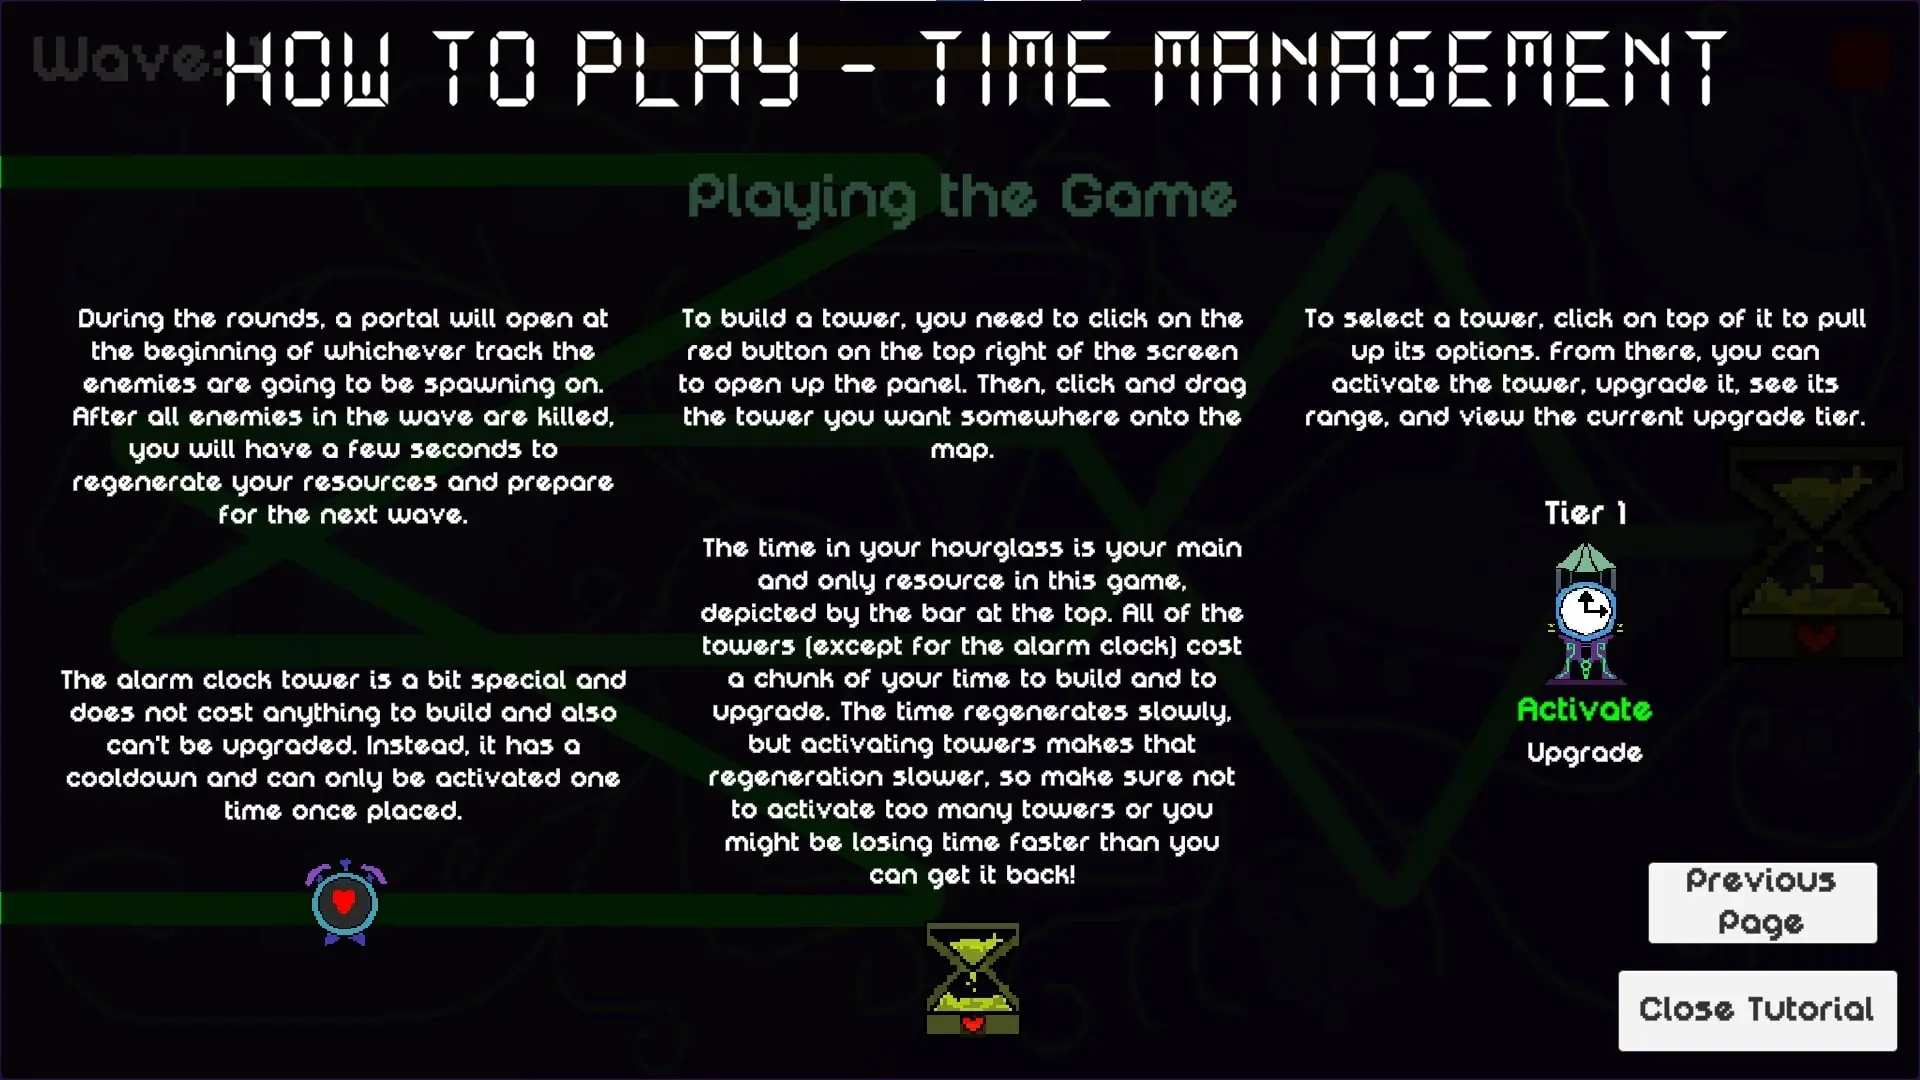 Wave: 1
HOW TO PLAY - TIME MANAGEMENT
Playing the Game
During the rounds, a portal will open at
the beginning of whichever track the
enemies are going to be spawning on.
After all enemies in the wave are killed,
you will have a few seconds to
regenerate your resources and prepare
for the next wave.
The alarm clock tower is a bit special and
does not cost anything to build and also
can't be upgraded. Instead, it has a
cooldown and can only be activated one
time once placed.
To build a tower, you need to click on the
red button on the top right of the screen
to open up the panel. Then, click and drag
the tower you want somewhere onto the
map.
The time in your hourglass is your main
and only resource in this game,
depicted by the bar at the top. All of the
towers (except for the alarm clock) cost
a chunk of your time to build and to
upgrade. The time regenerates slowly,
but activating towers makes that
regeneration slower, so make sure not
to activate too many towers or you
might be losing time faster than you
can get it back!
To select a tower, click on top of it to pull
up its options. From there, you can
activate the tower, upgrade it, see its
range, and view the current upgrade tier.
Tier 1
Activate
Upgrade
Previous
Page
Close Tutorial